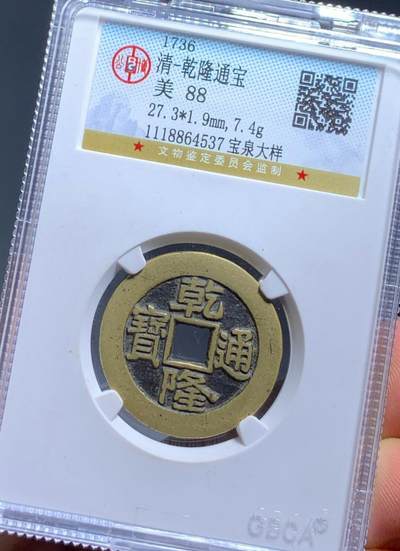 1736
清-乾隆通宝
美 88
27.3*1.9mm, 7.4g
1118864537 宝泉大样
★ 文物鉴定委员会监制 ★
乾隆通寶
GBCA